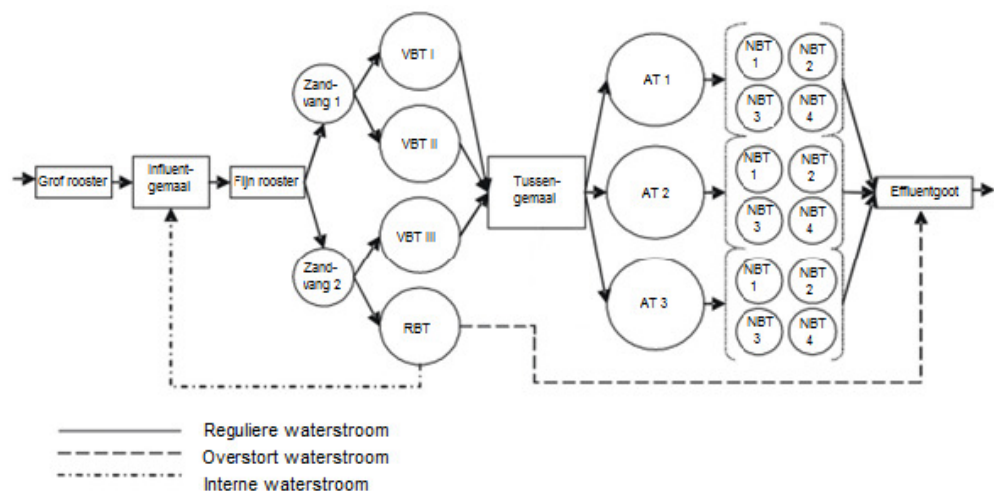 Grof rooster
Influent-
gemaal
Fijn rooster
Zand-
vang 1
Zand-
vang 2
VBT I
VBT II
VBT III
RBT
Tussen-
gemaal
AT 1
AT 2
AT 3
NBT
1
NBT
2
NBT
3
NBT
4
NBT
1
NBT
2
NBT
3
NBT
4
NBT
1
NBT
2
NBT
3
NBT
4
Effluentgoot
Reguliere waterstroom
Overstort waterstroom
Interne waterstroom